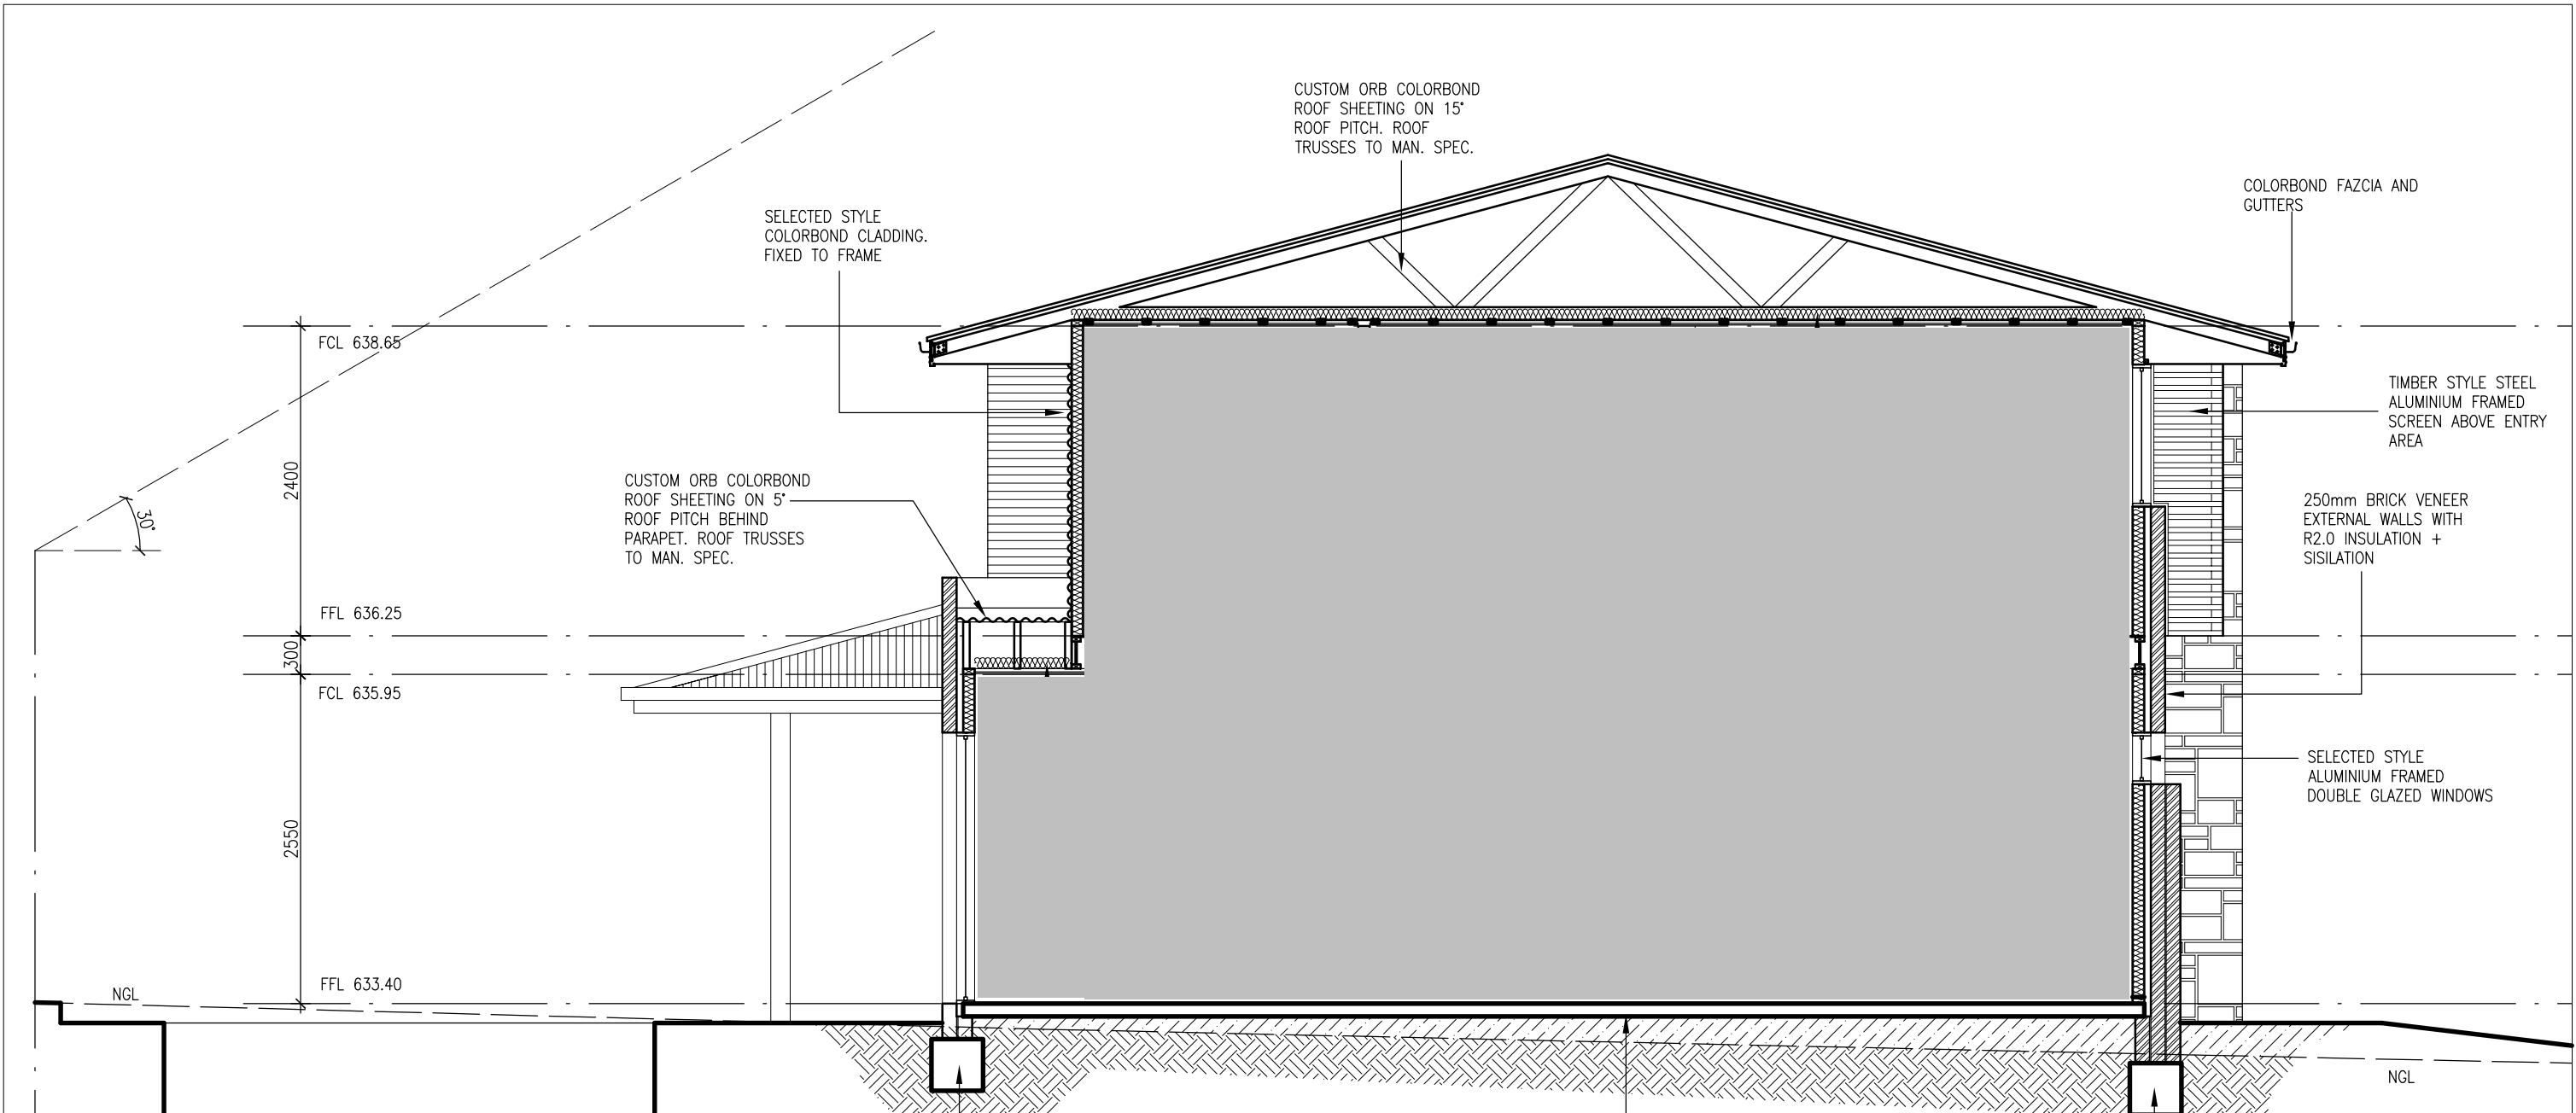 CUSTOM ORB COLORBOND
ROOF SHEETING ON 15°
ROOF PITCH. ROOF
TRUSSES TO MAN. SPEC.
COLORBOND FAZCIA AND
GUTTERS
SELECTED STYLE
COLORBOND CLADDING.
FIXED TO FRAME
FCL 638.65
TIMBER STYLE STEEL
ALUMINIUM FRAMED
SCREEN ABOVE ENTRY
AREA
2400
CUSTOM ORB COLORBOND
ROOF SHEETING ON 5°
ROOF PITCH BEHIND
PARAPET. ROOF TRUSSES
TO MAN. SPEC.
30°
250mm BRICK VENEER
EXTERNAL WALLS WITH
R2.0 INSULATION +
SISILATION
FFL 636.25
300
FCL 635.95
SELECTED STYLE
ALUMINIUM FRAMED
DOUBLE GLAZED WINDOWS
2550
FFL 633.40
NGL
NGL